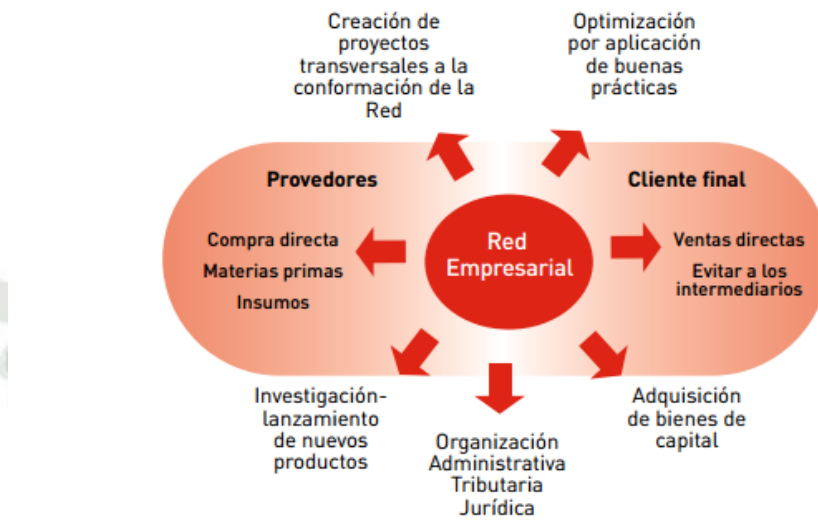 Creación de
proyectos
transversales a la
conformación de la
Red
Optimización
por aplicación
de buenas
prácticas
Provedores
Compra directa
Materias primas
Insumos
Red
Empresarial
Cliente final
Ventas directas
Evitar a los
intermediarios
Investigación-
lanzamiento
de nuevos
productos
Organización
Administrativa
Tributaria
Jurídica
Adquisición
de bienes de
capital